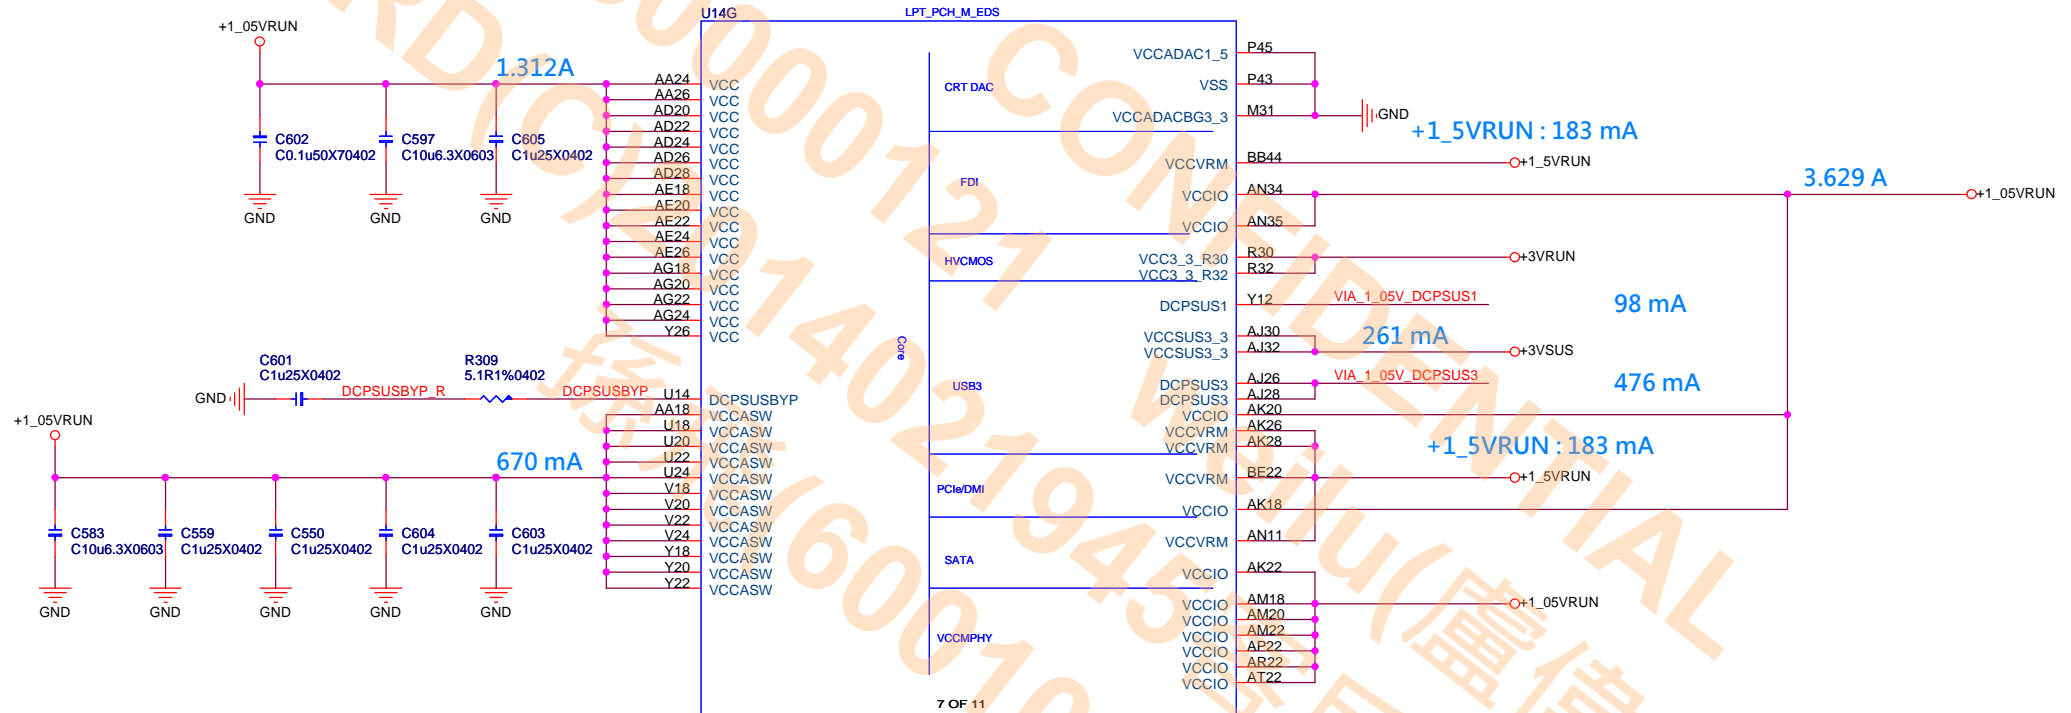 U14G
LPT_PCH_M_EDS
+1_05VRUN
1.312A
C602
C0.1u50X70402
C597
C10u6.3X0603
C605
C1u25X0402
GND
GND
GND
AA24 VCC
AA26 VCC
AD20 VCC
AD22 VCC
AD24 VCC
AD26 VCC
AD28 VCC
AE18 VCC
AE20 VCC
AE22 VCC
AE24 VCC
AE26 VCC
AG18 VCC
AG20 VCC
AG22 VCC
AG24 VCC
Y26 VCC
C601
C1u25X0402
R309
5.1R1%0402
GND
DCPSUSBYP_R
DCPSUSBYP
U14 DCPSUSBYP
+1_05VRUN
670 mA
AA18 VCCASW
U18 VCCASW
U20 VCCASW
U22 VCCASW
U24 VCCASW
V18 VCCASW
V20 VCCASW
V22 VCCASW
V24 VCCASW
Y18 VCCASW
Y20 VCCASW
Y22 VCCASW
C583
C10u6.3X0603
C559
C1u25X0402
C550
C1u25X0402
C604
C1u25X0402
C603
C1u25X0402
GND
GND
GND
GND
GND
CRT DAC
FDI
HVCMOS
Core
USB3
PCIe/DMI
SATA
VCCMPHY
7 OF 11
VCCADAC1_5 P45
VSS P43
VCCADACBG3_3 M31
GND
+1_5VRUN : 183 mA
VCCVRM BB44
+1_5VRUN
3.629 A
VCCIO AN34
+1_05VRUN
VCCIO AN35
VCC3_3_R30 R30
+3VRUN
VCC3_3_R32 R32
DCPSUS1 Y12
VIA_1_05V_DCPSUS1
98 mA
VCCSUS3_3 AJ30
261 mA
VCCSUS3_3 AJ32
+3VSUS
DCPSUS3 AJ26
VIA_1_05V_DCPSUS3
476 mA
DCPSUS3 AJ28
VCCIO AK20
VCCVRM AK26
VCCVRM AK28
+1_5VRUN : 183 mA
VCCVRM BE22
+1_5VRUN
VCCIO AK18
VCCVRM AN11
VCCIO AK22
VCCIO AM18
+1_05VRUN
VCCIO AM20
VCCIO AM22
VCCIO AP22
VCCIO AR22
VCCIO AT22
CONFIDENTIAL